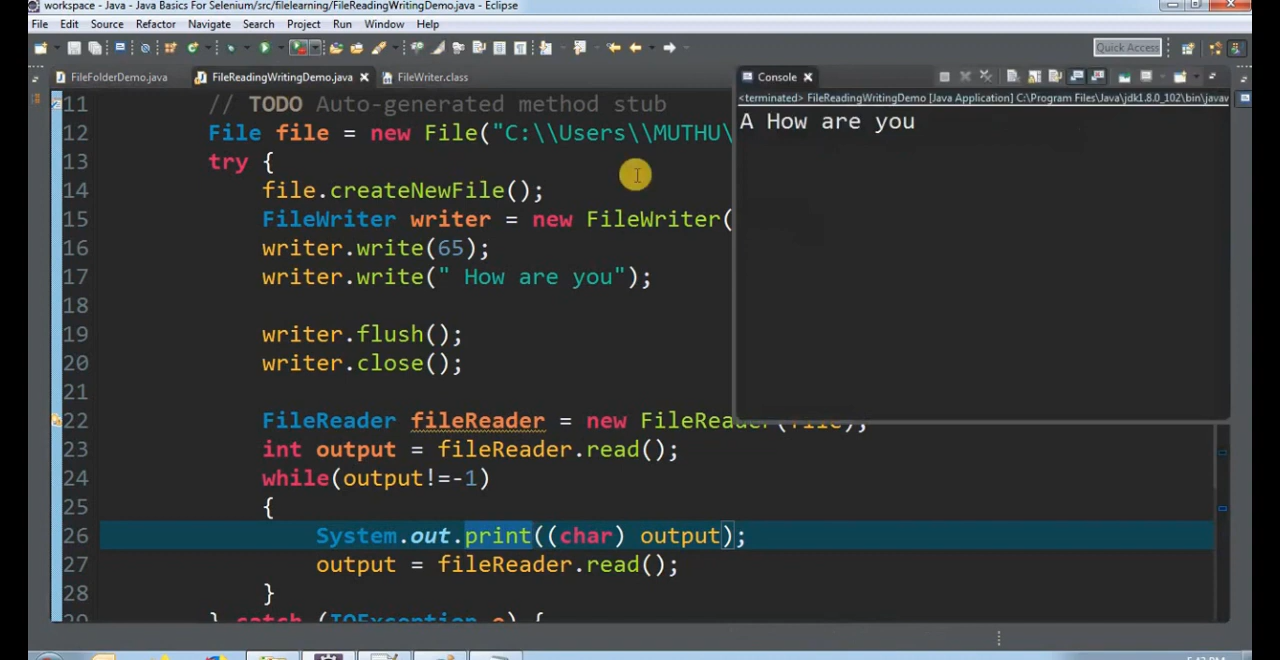 workspace - Java - Java Basics For Selenium/src/filelearning/FileReadingWritingDemo.java - Eclipse
File Edit Source Refactor Navigate Search Project Run Window Help
Quick Access
FileFolderDemo.java FileReadingWritingDemo.java FileWriter.class
Console
<terminated> FileReadingWritingDemo [Java Application] C:\Program Files\Java\jdk1.8.0_102\bin\javaw
A How are you
11 // TODO Auto-generated method stub
12 File file = new File("C:\\Users\\MUTHU\
13 try {
14 file.createNewFile();
15 FileWriter writer = new FileWriter(
16 writer.write(65);
17 writer.write(" How are you");
18
19 writer.flush();
20 writer.close();
21
22 FileReader fileReader = new FileReader(file);
23 int output = fileReader.read();
24 while(output!=-1)
25 {
26 System.out.print((char) output);
27 output = fileReader.read();
28 }
29 } catch (IOException e) {